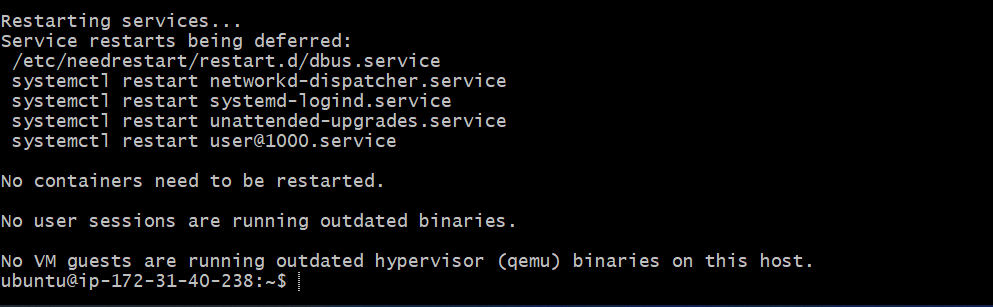 Restarting services...
Service restarts being deferred:
 /etc/needrestart/restart.d/dbus.service
 systemctl restart networkd-dispatcher.service
 systemctl restart systemd-logind.service
 systemctl restart unattended-upgrades.service
 systemctl restart user@1000.service

No containers need to be restarted.

No user sessions are running outdated binaries.

No VM guests are running outdated hypervisor (qemu) binaries on this host.
ubuntu@ip-172-31-40-238:~$